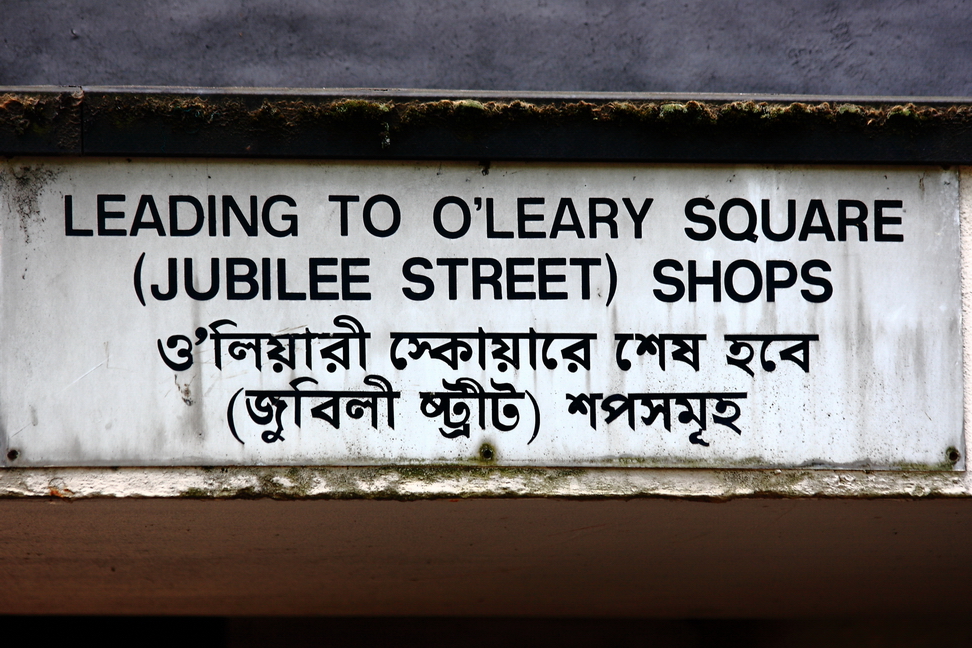 LEADING TO O'LEARY SQUARE
(JUBILEE STREET) SHOPS
ও'লিয়ারী স্কোয়ারে শেষ হবে
(জুবিলী ষ্ট্রীট) শপসমূহ